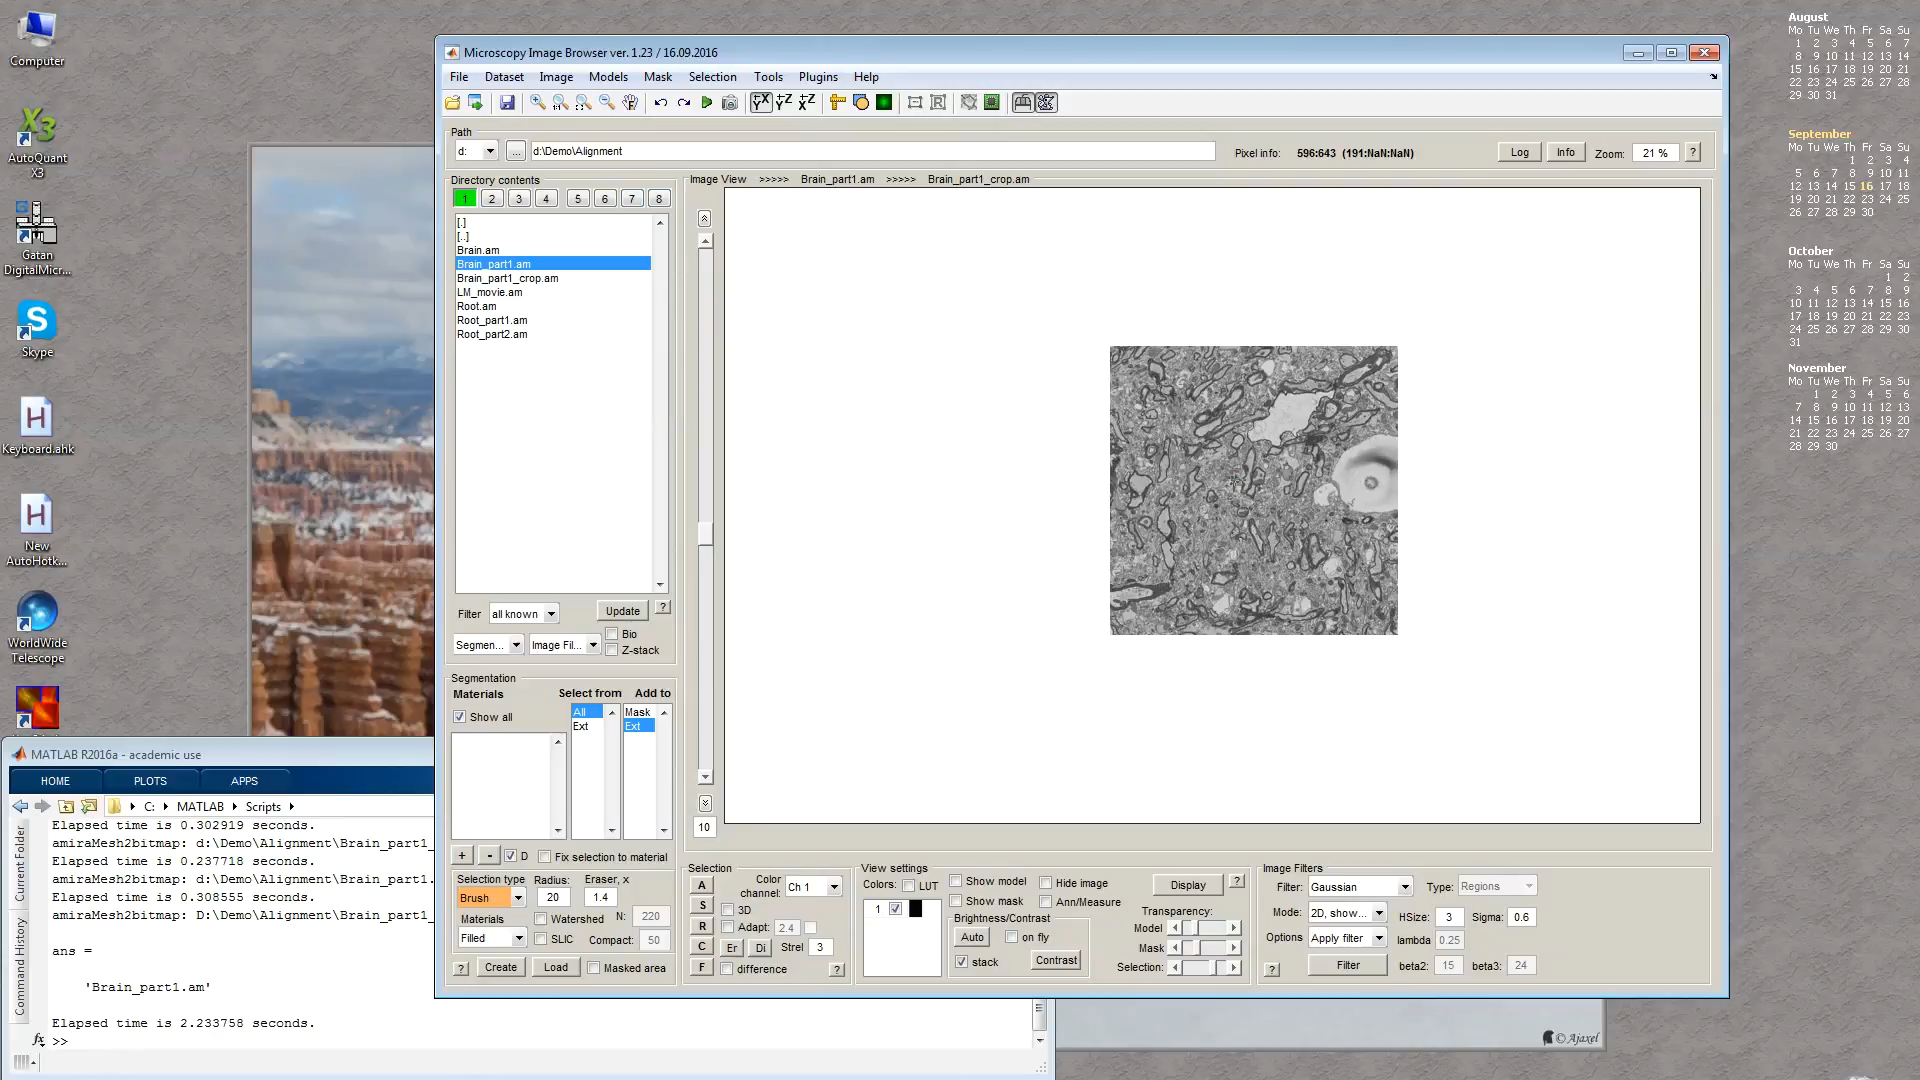 Computer
AutoQuant
X3
Gatan
DigitalMicr...
Skype
Keyboard.ahk
New
AutoHotk...
WorldWide
Telescope
Microscopy Image Browser ver. 1.23 / 16.09.2016
File Dataset Image Models Mask Selection Tools Plugins Help
Path
d: ... d:\Demo\Alignment Pixel info: 596:643 (191:NaN:NaN) Log Info Zoom: 21 % ?
Directory contents
1 2 3 4 5 6 7 8
[.]
[..]
Brain.am
Brain_part1.am
Brain_part1_crop.am
LM_movie.am
Root.am
Root_part1.am
Root_part2.am
Filter all known Update ?
Segmen... Image Fil... Bio
Z-stack
Image View >>>>> Brain_part1.am >>>>> Brain_part1_crop.am
10
Segmentation
Materials Select from Add to
Show all
All
Ext
Mask
Ext
+ - D Fix selection to material
Selection type Radius: Eraser, x
Brush 20 1.4
Materials Watershed N: 220
Filled SLIC Compact: 50
? Create Load Masked area
Selection
A Color channel: Ch 1
S 3D
R Adapt: 2.4
C Er Di Strel 3
F difference ?
View settings
Colors: LUT Show model Hide image Display ?
1 Show mask Ann/Measure
Brightness/Contrast
Auto on fly
stack Contrast
Transparency:
Model
Mask
Selection:
Image Filters
Filter: Gaussian Type: Regions
Mode: 2D, show... HSize: 3 Sigma: 0.6
Options Apply filter lambda 0.25
? Filter beta2: 15 beta3: 24
MATLAB R2016a - academic use
HOME PLOTS APPS
C: MATLAB Scripts
Current Folder
Command History
Elapsed time is 0.302919 seconds.
amiraMesh2bitmap: d:\Demo\Alignment\Brain_part1_
Elapsed time is 0.237718 seconds.
amiraMesh2bitmap: d:\Demo\Alignment\Brain_part1.
Elapsed time is 0.308555 seconds.
amiraMesh2bitmap: D:\Demo\Alignment\Brain_part1_
ans =
'Brain_part1.am'
Elapsed time is 2.233758 seconds.
fx >>
© Ajaxel
August
Mo Tu We Th Fr Sa Su
1 2 3 4 5 6 7
8 9 10 11 12 13 14
15 16 17 18 19 20 21
22 23 24 25 26 27 28
29 30 31
September
Mo Tu We Th Fr Sa Su
1 2 3 4
5 6 7 8 9 10 11
12 13 14 15 16 17 18
19 20 21 22 23 24 25
26 27 28 29 30
October
Mo Tu We Th Fr Sa Su
1 2
3 4 5 6 7 8 9
10 11 12 13 14 15 16
17 18 19 20 21 22 23
24 25 26 27 28 29 30
31
November
Mo Tu We Th Fr Sa Su
1 2 3 4 5 6
7 8 9 10 11 12 13
14 15 16 17 18 19 20
21 22 23 24 25 26 27
28 29 30